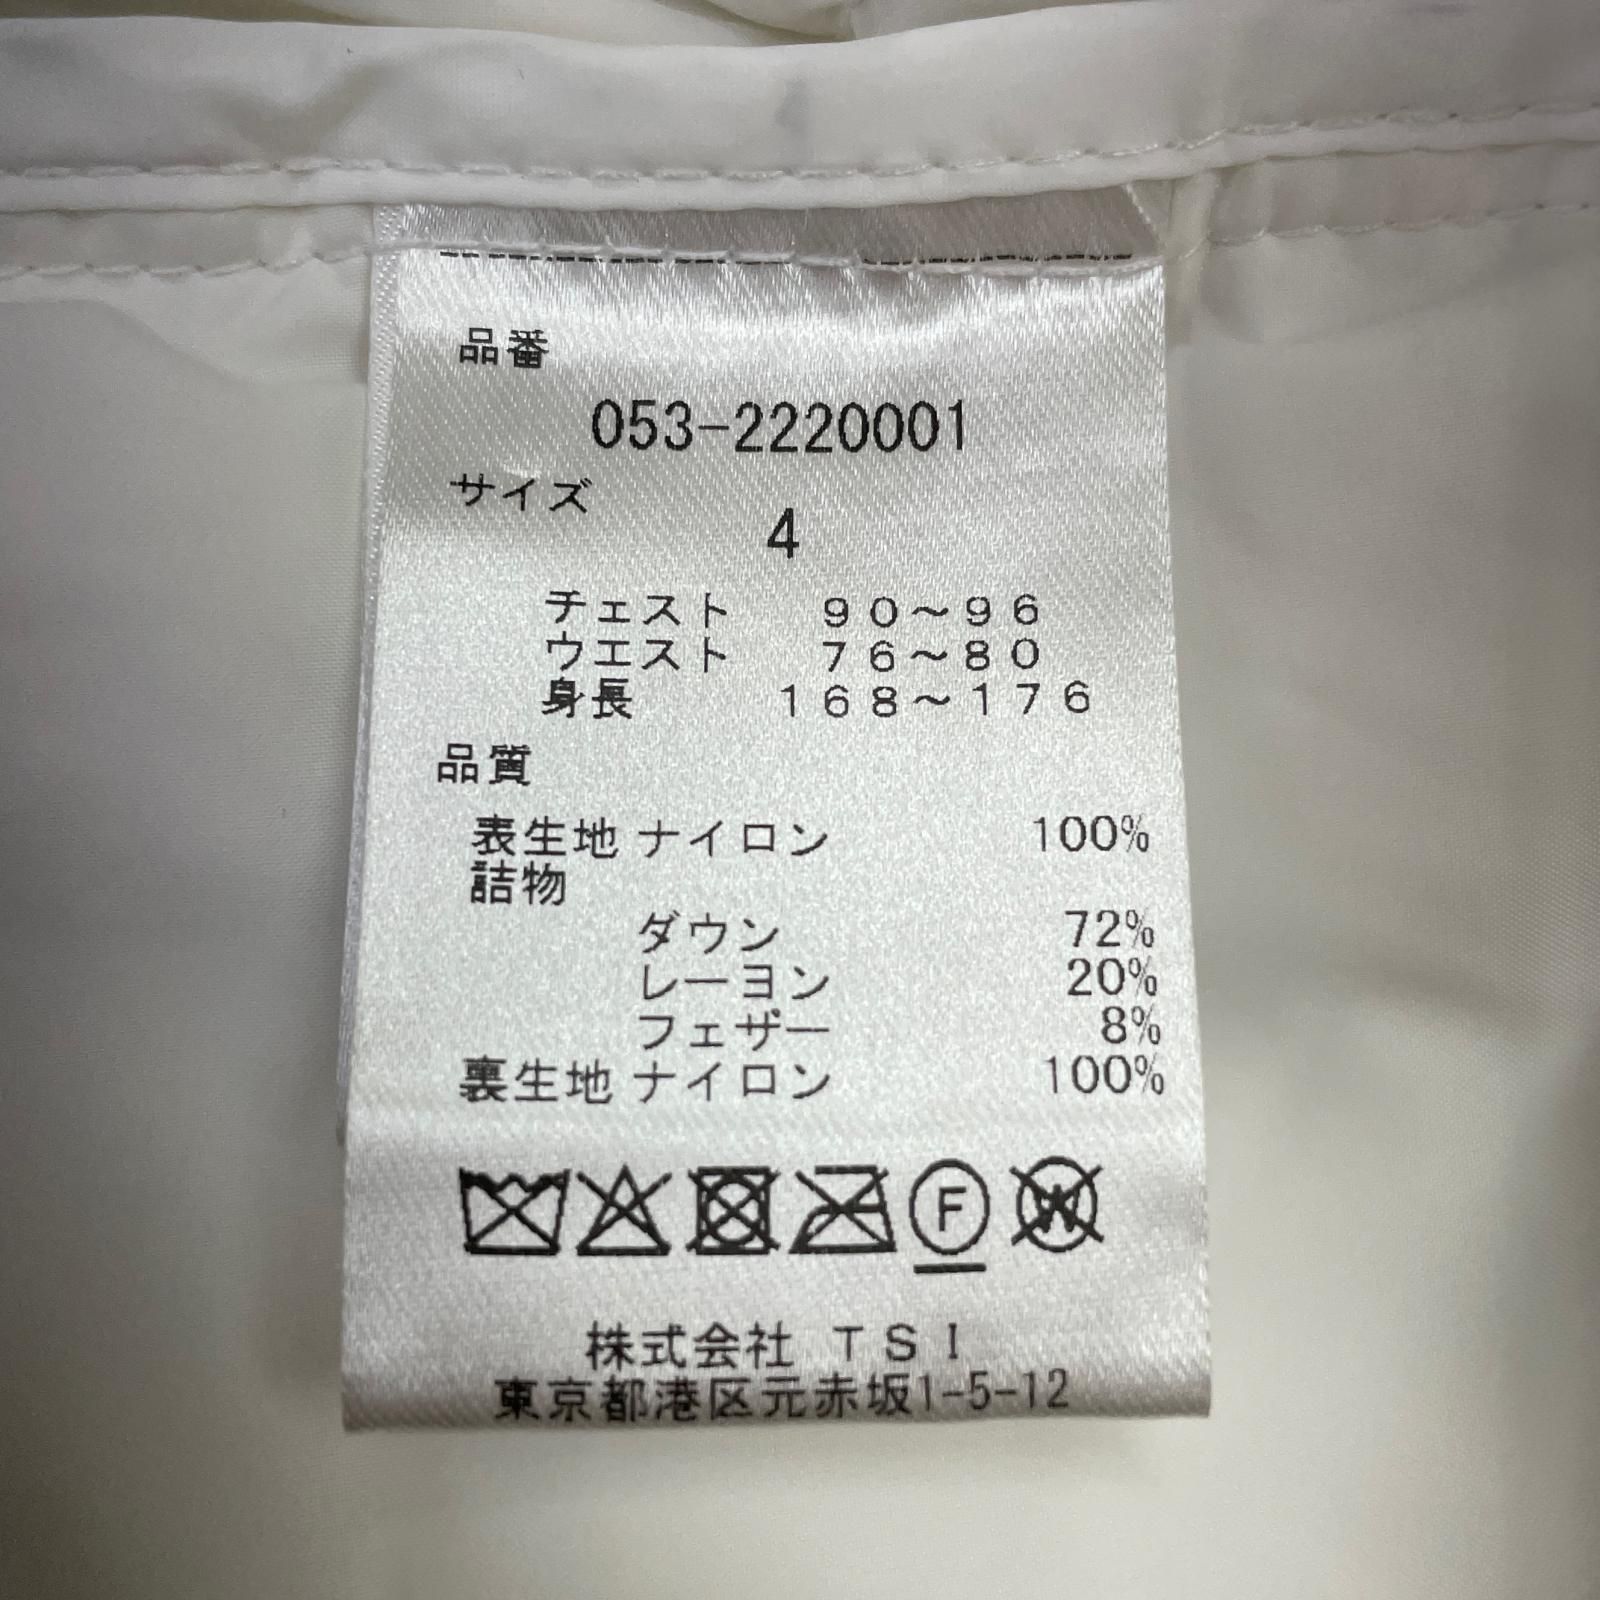 品番
053-2220001
サイズ
4
チェスト 90～96
ウエスト 76～80
身長 168～176
品質
表生地 ナイロン 100%
詰物
ダウン 72%
レーヨン 20%
フェザー 8%
裏生地 ナイロン 100%
F W
株式会社 TSI
東京都港区元赤坂1-5-12